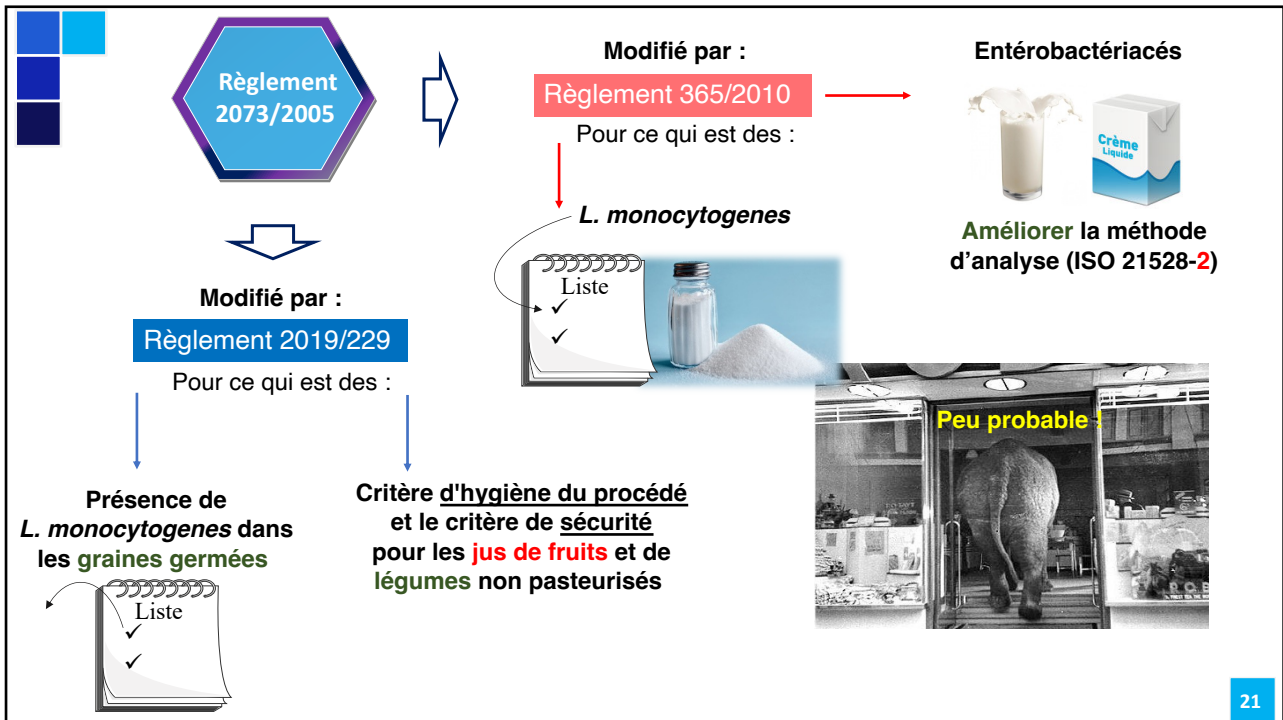 Règlement
2073/2005
Modifié par :
Règlement 365/2010
Pour ce qui est des :
L. monocytogenes
Liste
Entérobactériacés
Crème
Liquide
Améliorer la méthode
d'analyse (ISO 21528-2)
Modifié par :
Règlement 2019/229
Pour ce qui est des :
Présence de
L. monocytogenes dans
les graines germées
Liste
Critère d'hygiène du procédé
et le critère de sécurité
pour les jus de fruits et de
légumes non pasteurisés
Peu probable !
21